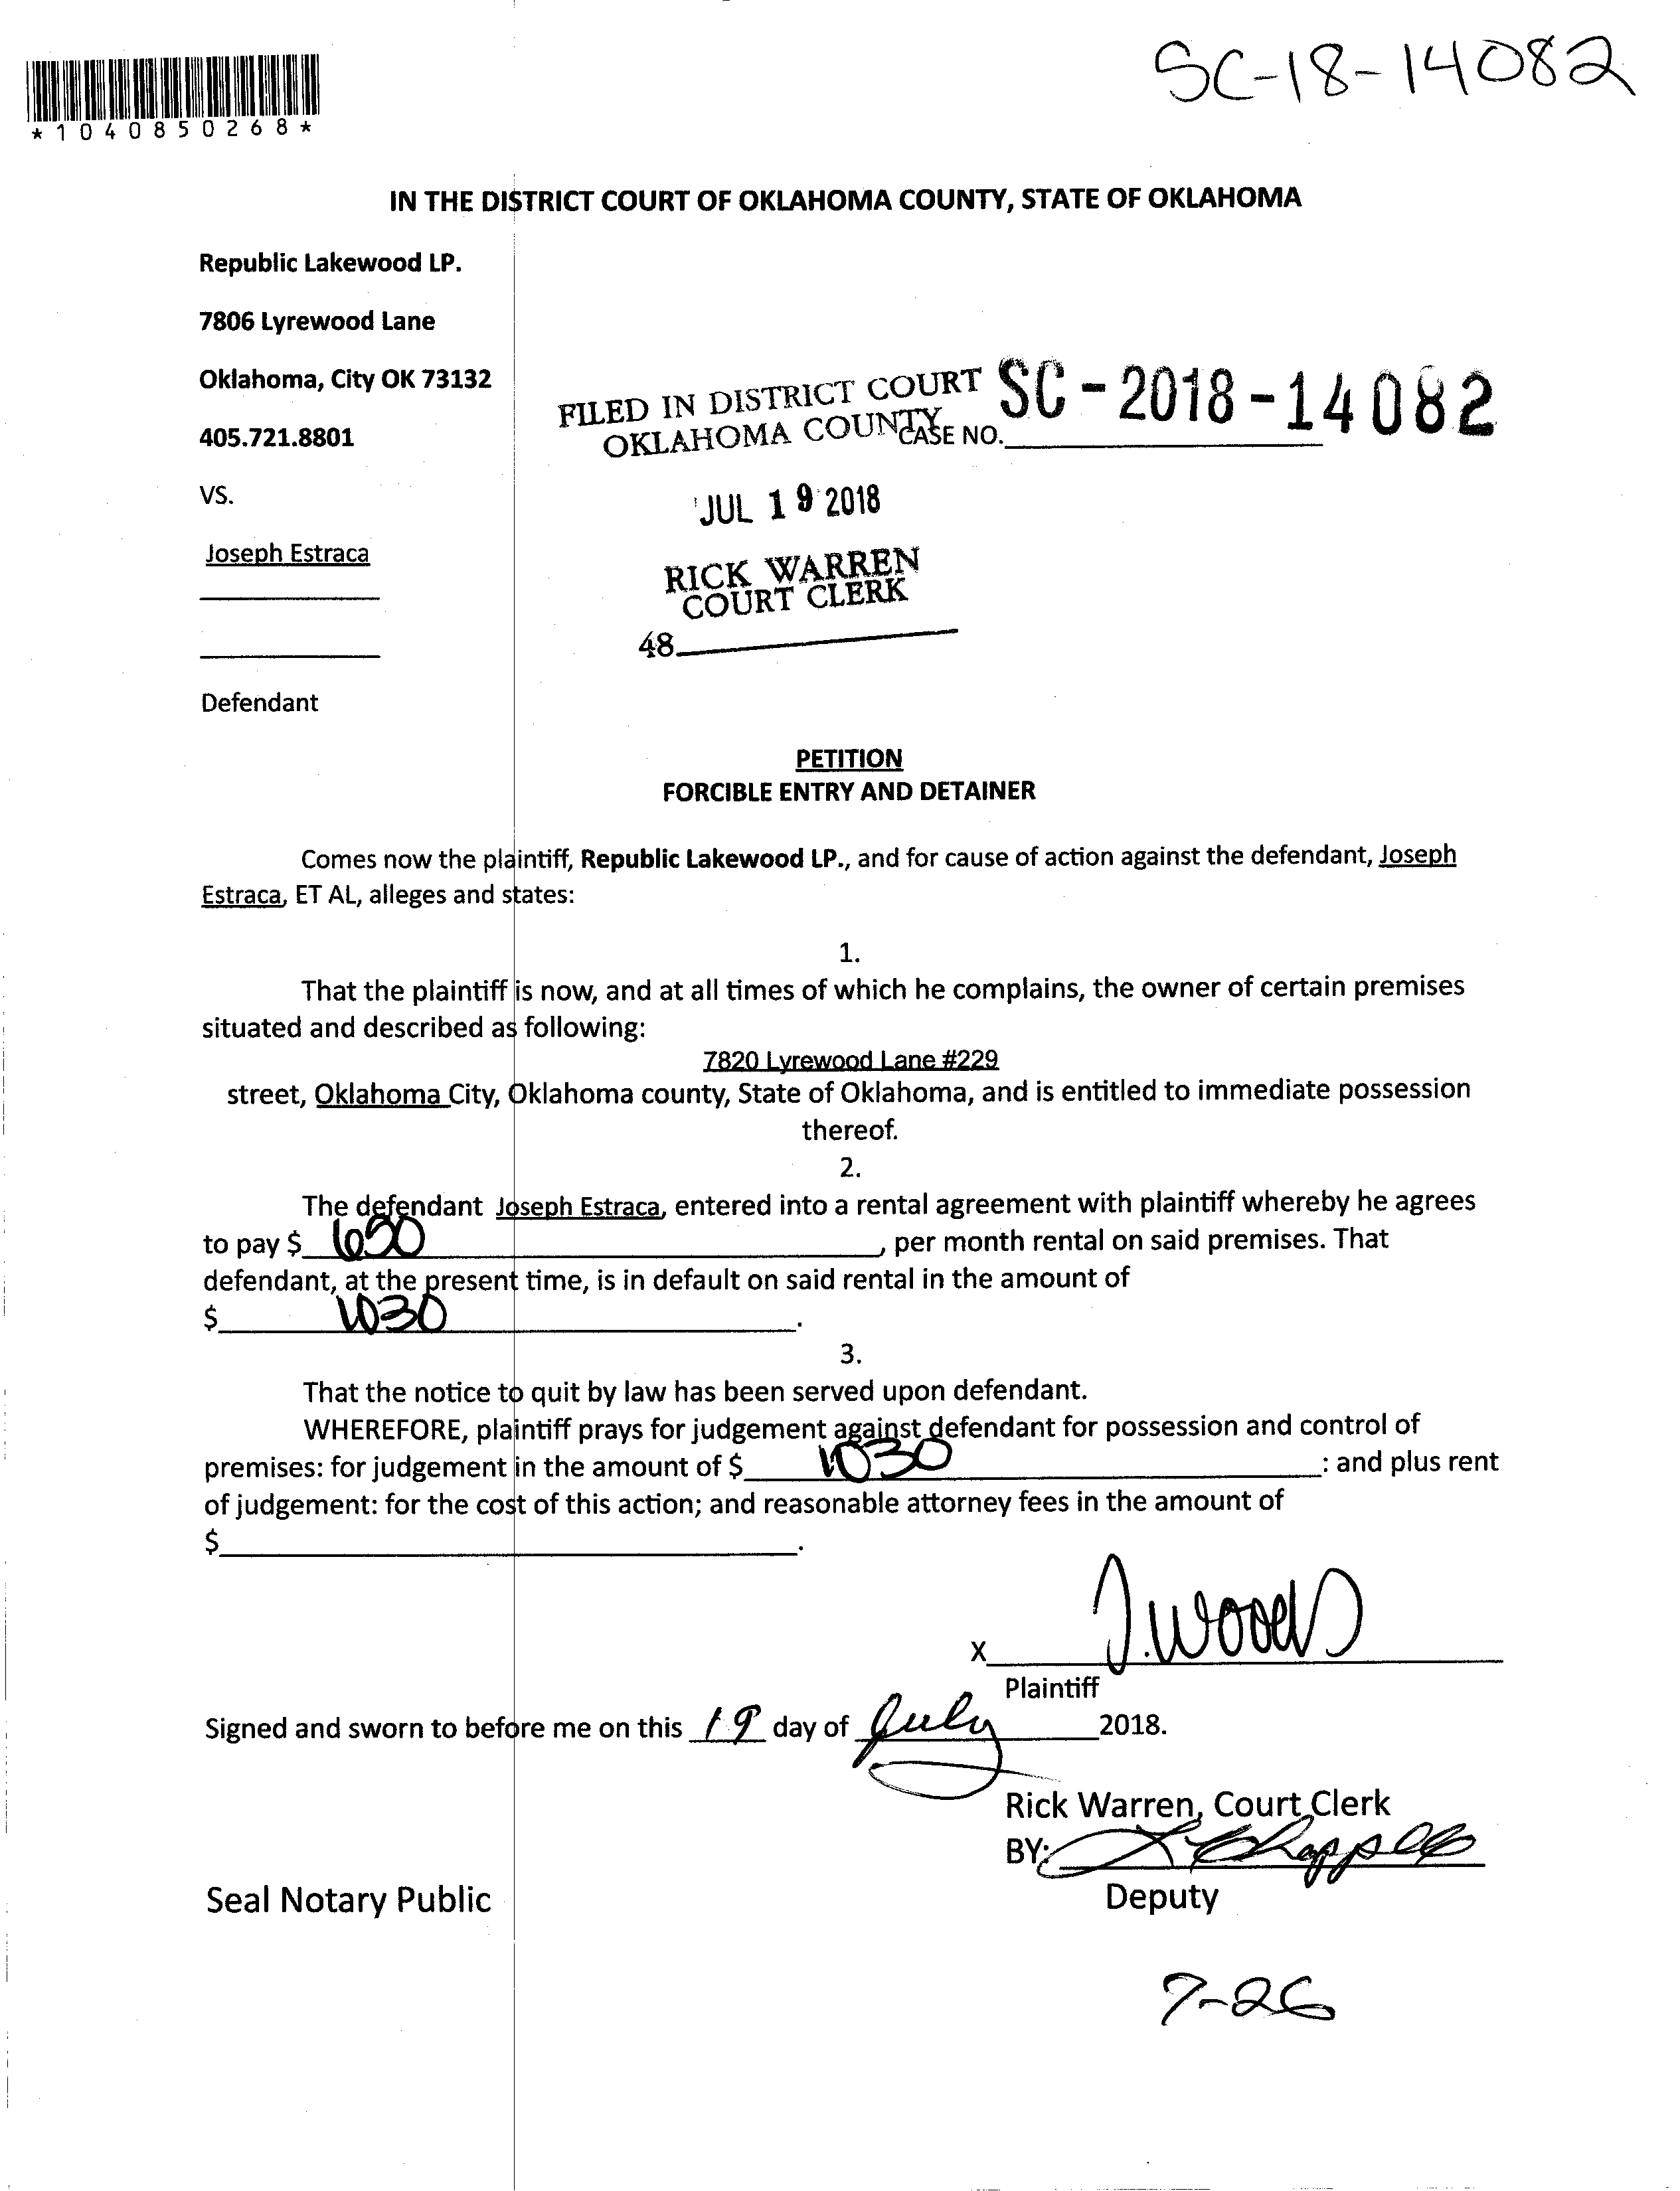 SC-18-14082
*1040850268*
IN THE DISTRICT COURT OF OKLAHOMA COUNTY, STATE OF OKLAHOMA
Republic Lakewood LP.
7806 Lyrewood Lane
Oklahoma, City OK 73132
405.721.8801
VS.
Joseph Estraca
Defendant
FILED IN DISTRICT COURT
OKLAHOMA COUNTY
CASE NO. SC-2018-14082
JUL 19 2018
RICK WARREN
COURT CLERK
48
PETITION
FORCIBLE ENTRY AND DETAINER
Comes now the plaintiff, Republic Lakewood LP., and for cause of action against the defendant, Joseph
Estraca, ET AL, alleges and states:
1.
That the plaintiff is now, and at all times of which he complains, the owner of certain premises
situated and described as following:
7820 Lyrewood Lane #229
street, Oklahoma City, Oklahoma county, State of Oklahoma, and is entitled to immediate possession
thereof.
2.
The defendant Joseph Estraca, entered into a rental agreement with plaintiff whereby he agrees
to pay $ 650, per month rental on said premises. That
defendant, at the present time, is in default on said rental in the amount of
$ 1030.
3.
That the notice to quit by law has been served upon defendant.
WHEREFORE, plaintiff prays for judgement against defendant for possession and control of
premises: for judgement in the amount of $ 1030: and plus rent
of judgement: for the cost of this action; and reasonable attorney fees in the amount of
$ .
X J. Woods
Plaintiff
Signed and sworn to before me on this 19 day of July 2018.
Rick Warren, Court Clerk
BY:
Deputy
Seal Notary Public
7-26